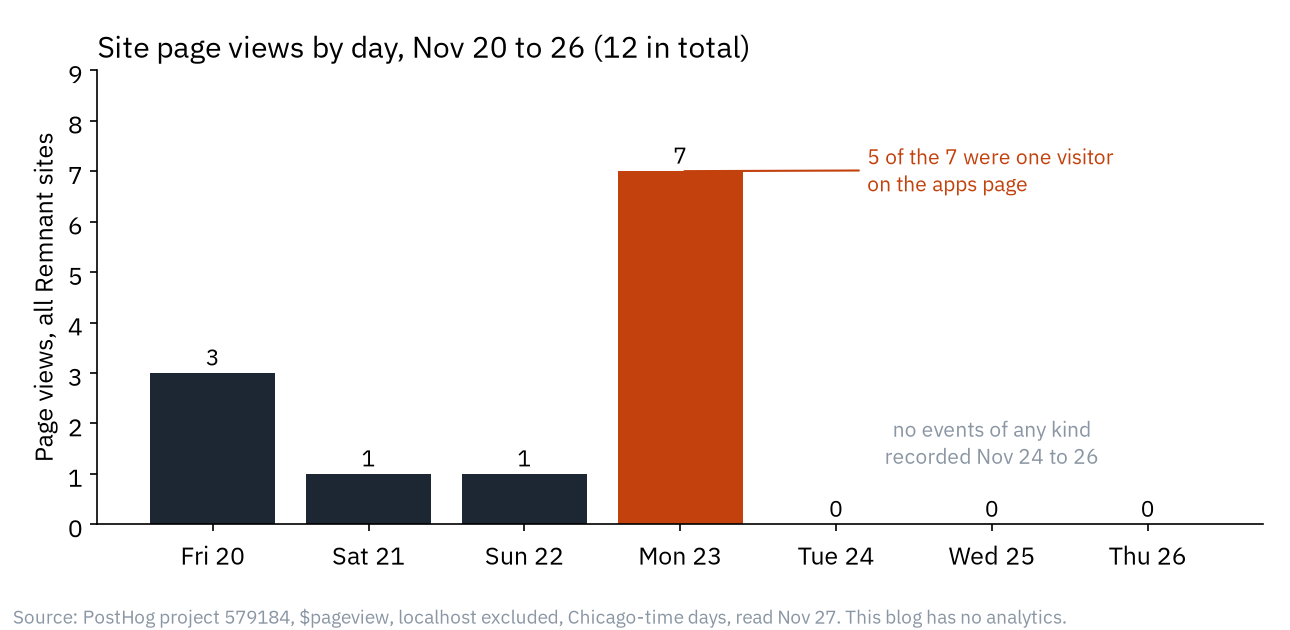 Site page views by day, Nov 20 to 26 (12 in total)
Page views, all Remnant sites
9
8
7
6
5
4
3
2
1
0
3
1
1
7
0
0
0
5 of the 7 were one visitor
on the apps page
no events of any kind
recorded Nov 24 to 26
Fri 20
Sat 21
Sun 22
Mon 23
Tue 24
Wed 25
Thu 26
Source: PostHog project 579184, $pageview, localhost excluded, Chicago-time days, read Nov 27. This blog has no analytics.